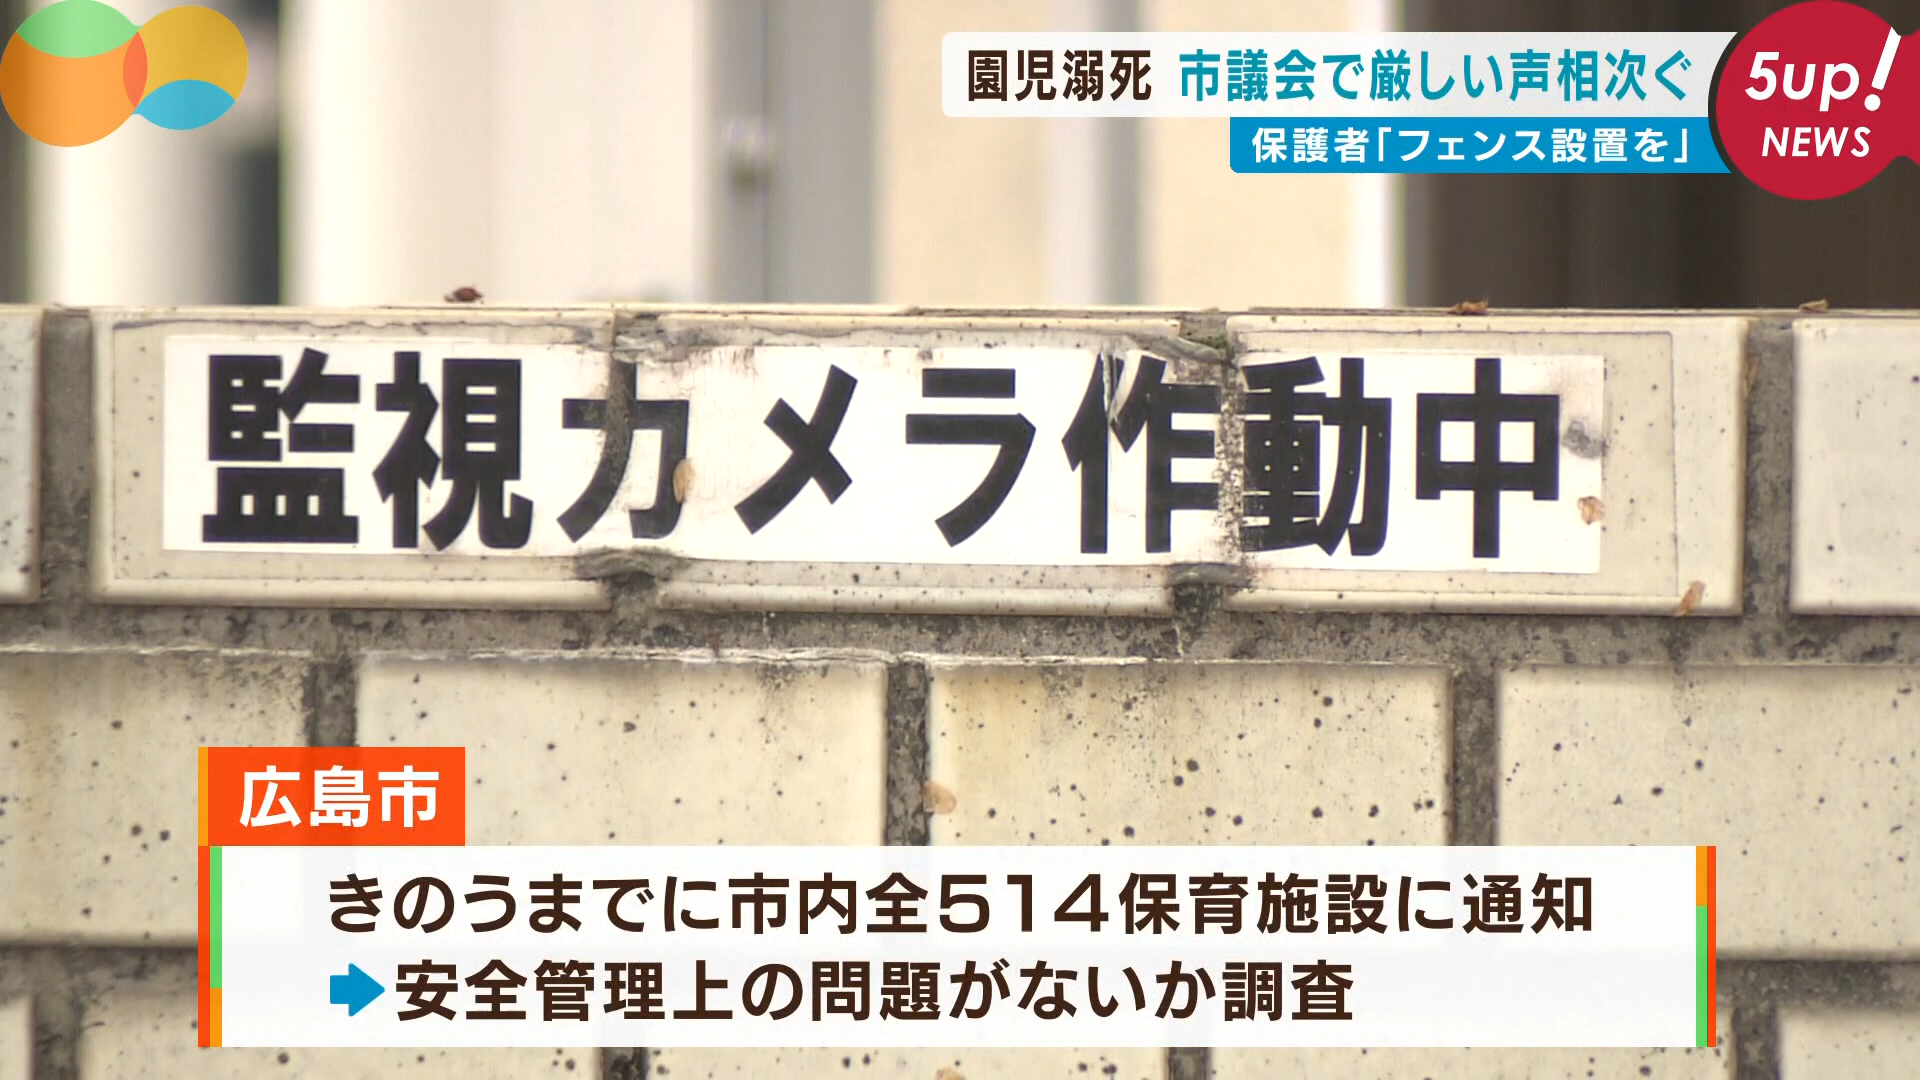 園児溺死 市議会で厳しい声相次ぐ
保護者「フェンス設置を」
5up!
NEWS
監視カメラ作動中
広島市
きのうまでに市内全514保育施設に通知
➡安全管理上の問題がないか調査